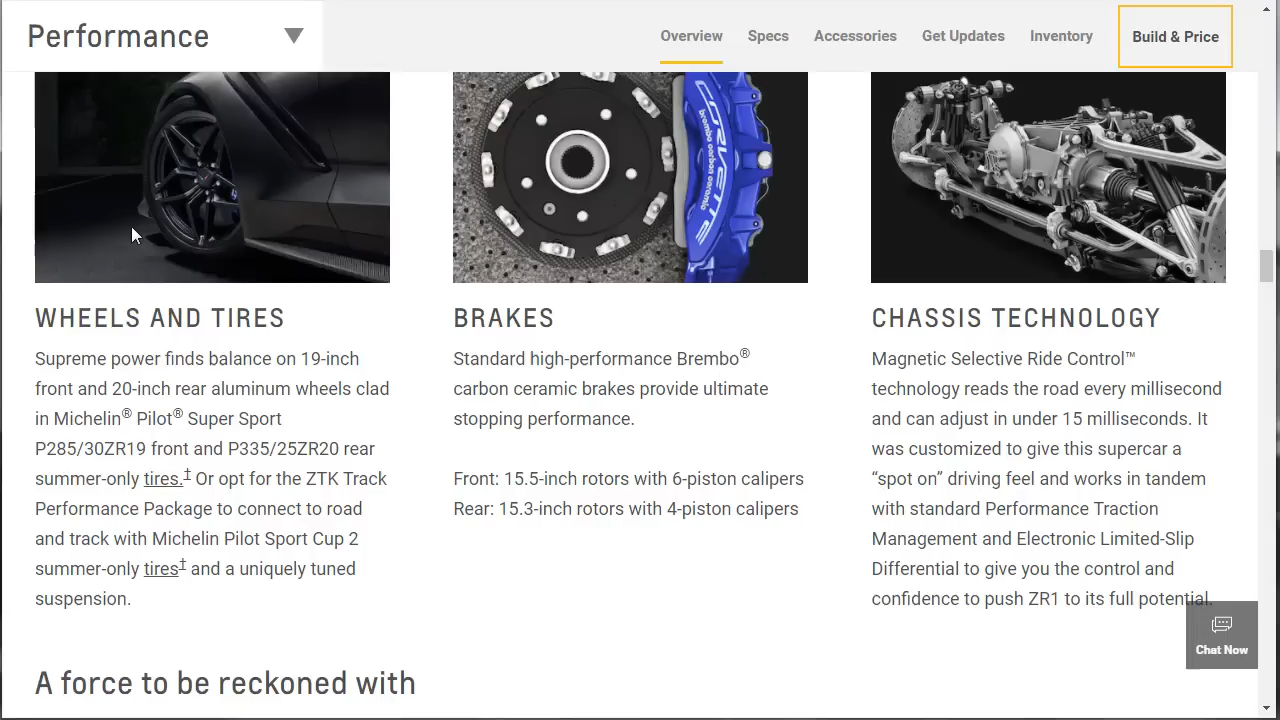 Performance
Overview
Specs
Accessories
Get Updates
Inventory
Build & Price
CORVETTE
brembo carbon ceramic
WHEELS AND TIRES
Supreme power finds balance on 19-inch
front and 20-inch rear aluminum wheels clad
in Michelin® Pilot® Super Sport
P285/30ZR19 front and P335/25ZR20 rear
summer-only tires.‡ Or opt for the ZTK Track
Performance Package to connect to road
and track with Michelin Pilot Sport Cup 2
summer-only tires‡ and a uniquely tuned
suspension.
BRAKES
Standard high-performance Brembo®
carbon ceramic brakes provide ultimate
stopping performance.
Front: 15.5-inch rotors with 6-piston calipers
Rear: 15.3-inch rotors with 4-piston calipers
CHASSIS TECHNOLOGY
Magnetic Selective Ride Control™
technology reads the road every millisecond
and can adjust in under 15 milliseconds. It
was customized to give this supercar a
“spot on” driving feel and works in tandem
with standard Performance Traction
Management and Electronic Limited-Slip
Differential to give you the control and
confidence to push ZR1 to its full potential.
Chat Now
A force to be reckoned with